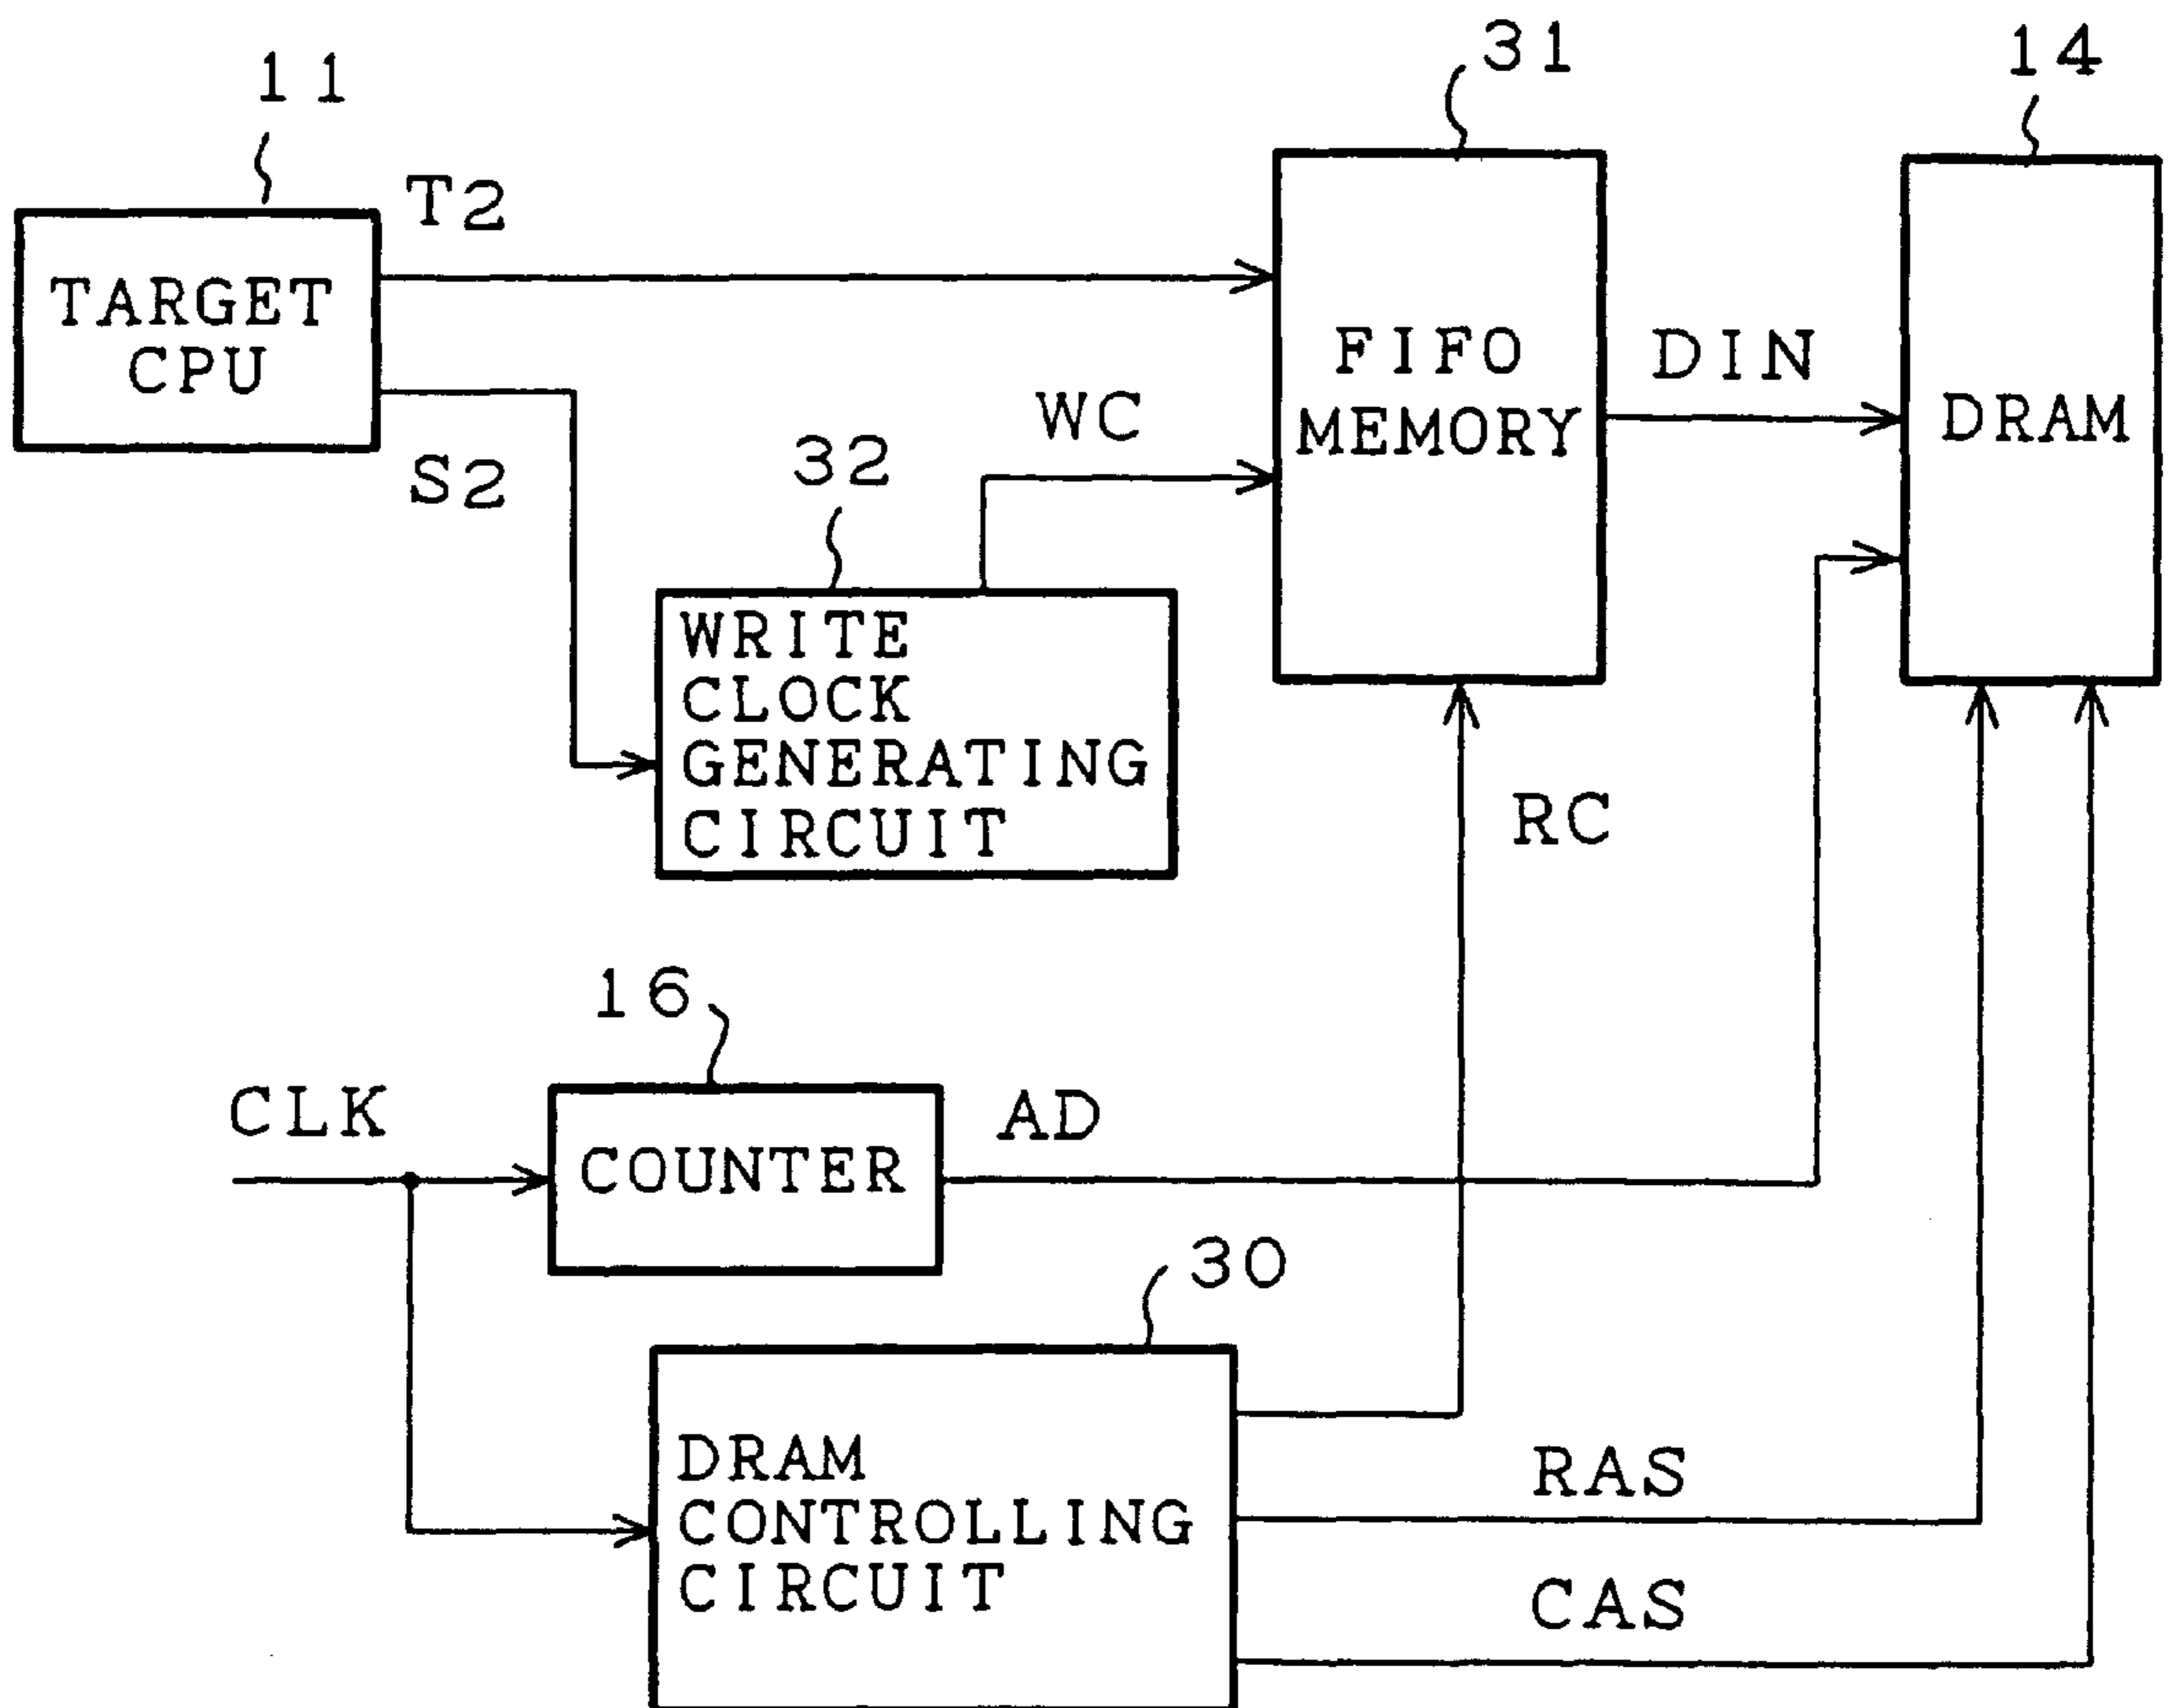 11
31
14
T2
TARGET
CPU
S2
FIFO
MEMORY
DIN
DRAM
WC
32
WRITE
CLOCK
GENERATING
CIRCUIT
RC
16
CLK
COUNTER
AD
30
DRAM
CONTROLLING
CIRCUIT
RAS
CAS